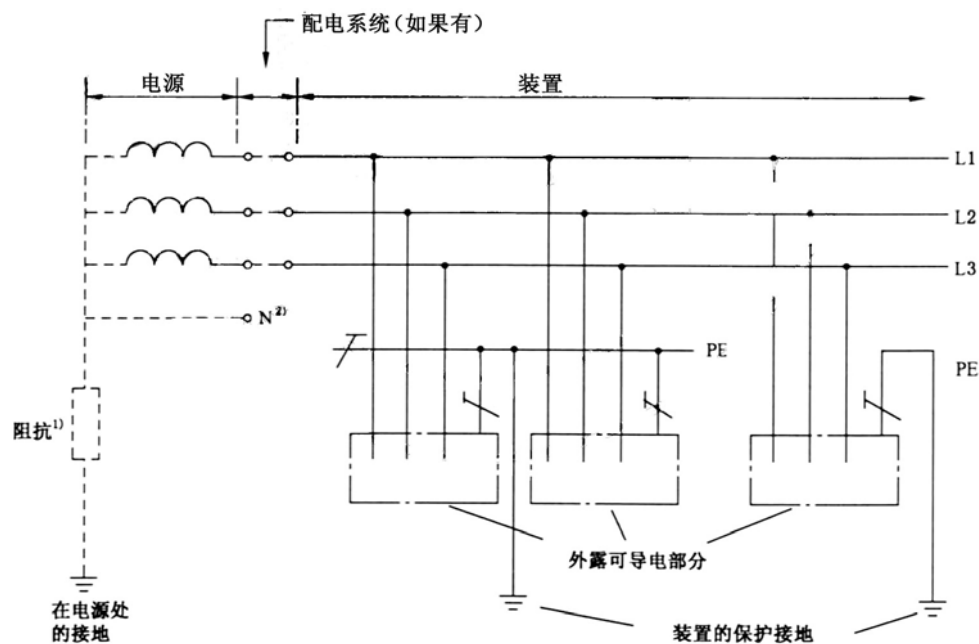 配电系统(如果有)
电源
装置
L1
L2
L3
N²⁾
PE
PE
阻抗¹⁾
外露可导电部分
在电源处
的接地
装置的保护接地